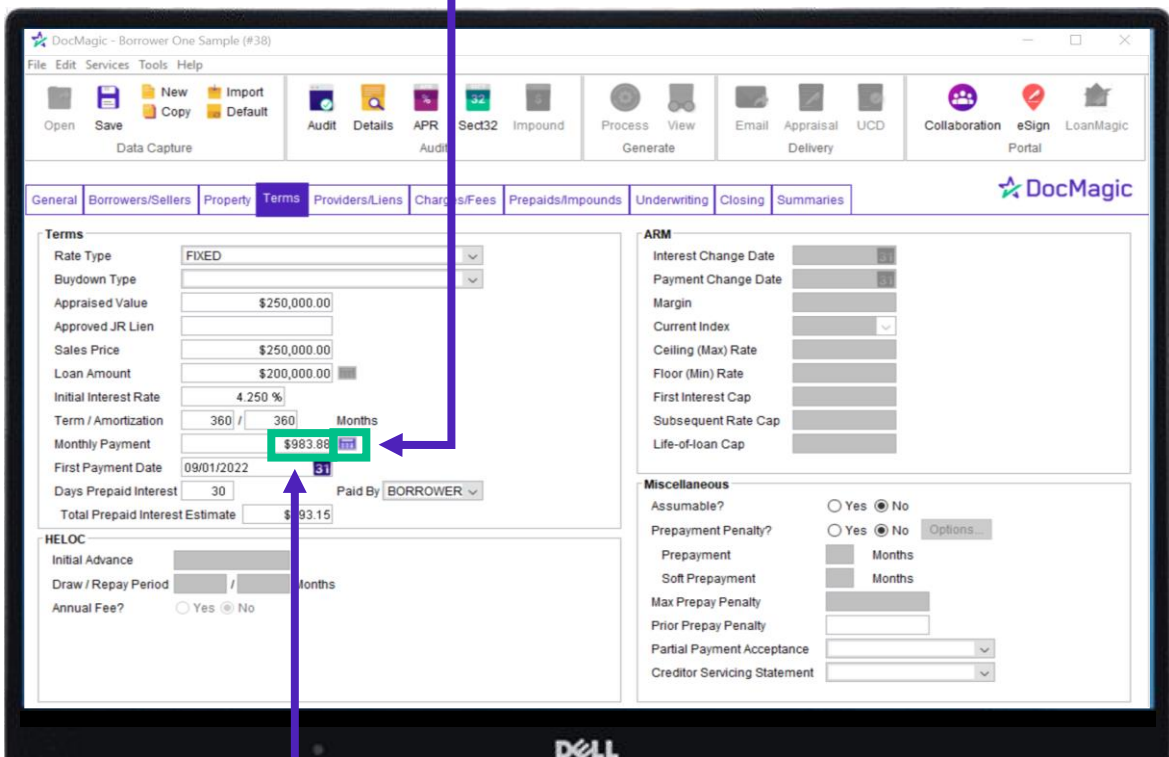 DocMagic - Borrower One Sample (#38)
File Edit Services Tools Help
Open Save New Copy Import Default
Data Capture
Audit Details APR Sect32 Impound
Audit
Process View
Generate
Email Appraisal UCD
Delivery
Collaboration eSign LoanMagic
Portal
General Borrowers/Sellers Property Terms Providers/Liens Charges/Fees Prepaids/Impounds Underwriting Closing Summaries
DocMagic
Terms
Rate Type FIXED
Buydown Type
Appraised Value $250,000.00
Approved JR Lien
Sales Price $250,000.00
Loan Amount $200,000.00
Initial Interest Rate 4.250 %
Term / Amortization 360 / 360 Months
Monthly Payment $983.88
First Payment Date 09/01/2022 31
Days Prepaid Interest 30 Paid By BORROWER
Total Prepaid Interest Estimate
HELOC
Initial Advance
Draw / Repay Period / Months
Annual Fee? Yes No
ARM
Interest Change Date 31
Payment Change Date 31
Margin
Current Index
Ceiling (Max) Rate
Floor (Min) Rate
First Interest Cap
Subsequent Rate Cap
Life-of-loan Cap
Miscellaneous
Assumable? Yes No
Prepayment Penalty? Yes No Options...
Prepayment Months
Soft Prepayment Months
Max Prepay Penalty
Prior Prepay Penalty
Partial Payment Acceptance
Creditor Servicing Statement
DELL